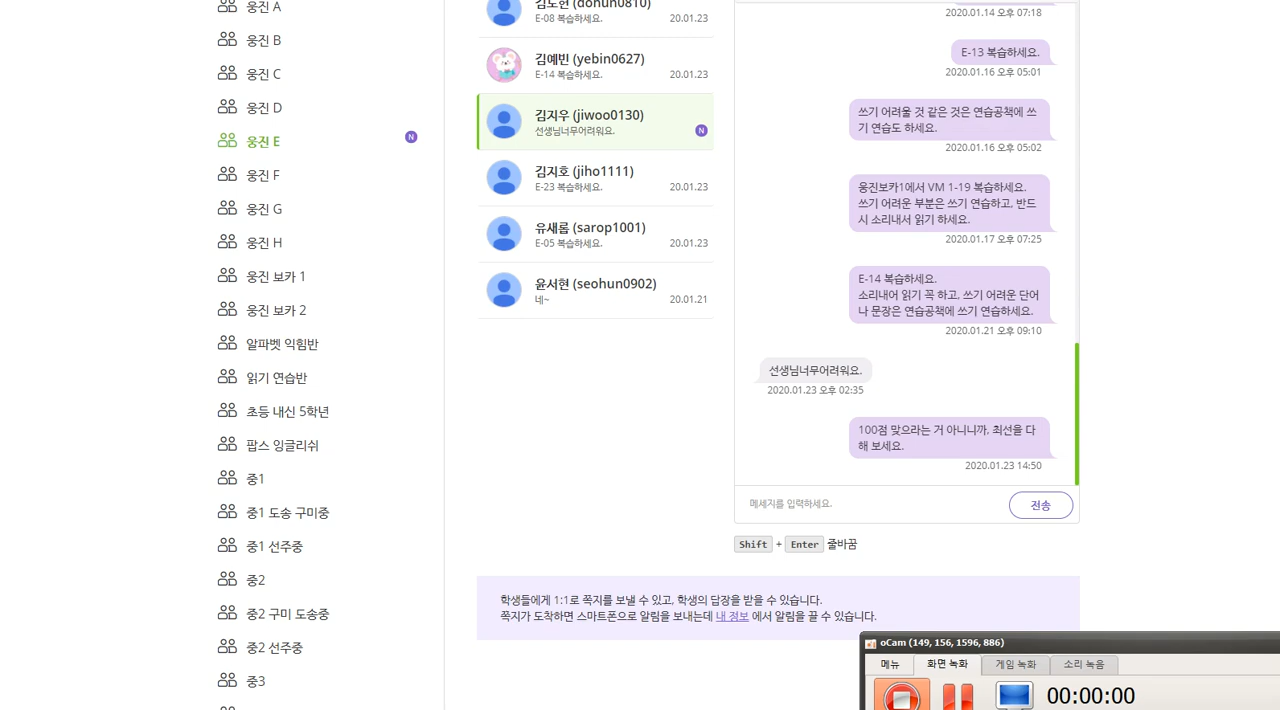 웅진 A
웅진 B
웅진 C
웅진 D
웅진 E
N
웅진 F
웅진 G
웅진 H
웅진 보카 1
웅진 보카 2
알파벳 익힘반
읽기 연습반
초등 내신 5학년
팝스 잉글리쉬
중1
중1 도송 구미중
중1 선주중
중2
중2 구미 도송중
중2 선주중
중3
김도현 (dohun0810)
E-08 복습하세요.
20.01.23
김예빈 (yebin0627)
E-14 복습하세요.
20.01.23
김지우 (jiwoo0130)
선생님너무어려워요.
N
김지호 (jiho1111)
E-23 복습하세요.
20.01.23
유새롬 (sarop1001)
E-05 복습하세요.
20.01.23
윤서현 (seohun0902)
네~
20.01.21
2020.01.14 오후 07:18
E-13 복습하세요.
2020.01.16 오후 05:01
쓰기 어려울 것 같은 것은 연습공책에 쓰
기 연습도 하세요.
2020.01.16 오후 05:02
웅진보카1에서 VM 1-19 복습하세요.
쓰기 어려운 부분은 쓰기 연습하고, 반드
시 소리내서 읽기 하세요.
2020.01.17 오후 07:25
E-14 복습하세요.
소리내어 읽기 꼭 하고, 쓰기 어려운 단어
나 문장은 연습공책에 쓰기 연습하세요.
2020.01.21 오후 09:10
선생님너무어려워요.
2020.01.23 오후 02:35
100점 맞으라는 거 아니니까, 최선을 다
해 보세요.
2020.01.23 14:50
메세지를 입력하세요.
전송
Shift + Enter 줄바꿈
학생들에게 1:1로 쪽지를 보낼 수 있고, 학생의 답장을 받을 수 있습니다.
쪽지가 도착하면 스마트폰으로 알림을 보내는데 내 정보 에서 알림을 끌 수 있습니다.
oCam (149, 156, 1596, 886)
메뉴
화면 녹화
게임 녹화
소리 녹음
00:00:00